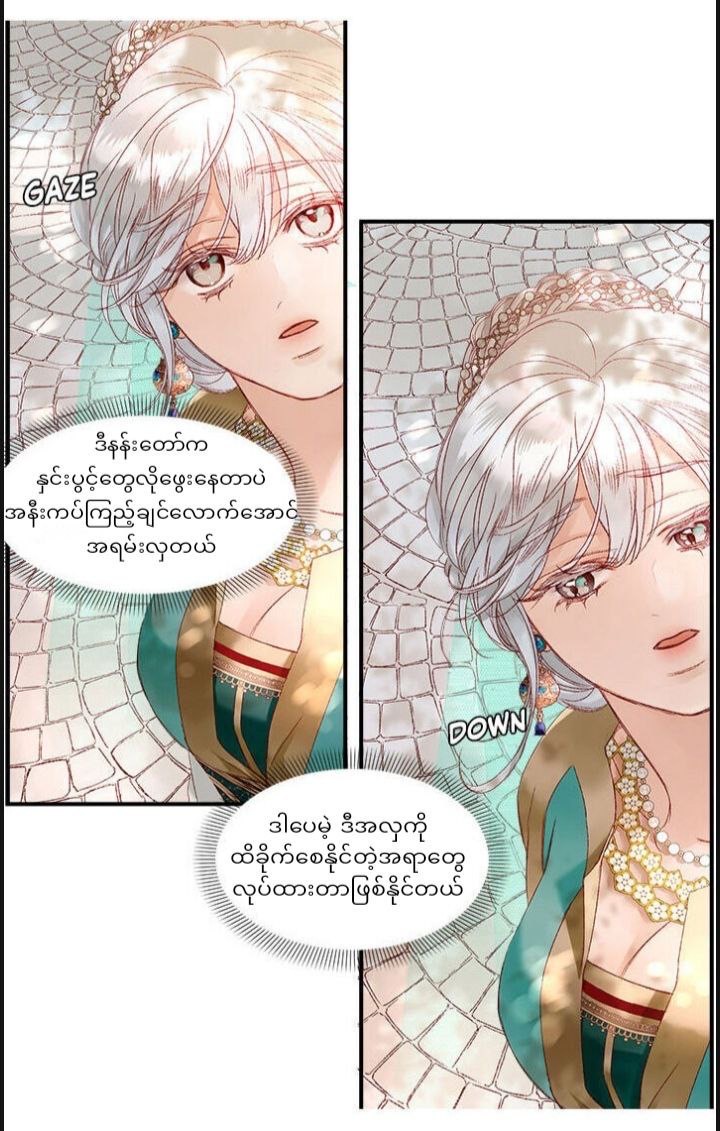 GAZE
ဒီနန်းတော်က
နှင်းပွင့်တွေလိုဖွေးနေတာပဲ
အနီးကပ်ကြည့်ချင်လောက်အောင်
အရမ်းလှတယ်
DOWN
ဒါပေမဲ့ ဒီအလှကို
ထိခိုက်စေနိုင်တဲ့အရာတွေ
လုပ်ထားတာဖြစ်နိုင်တယ်